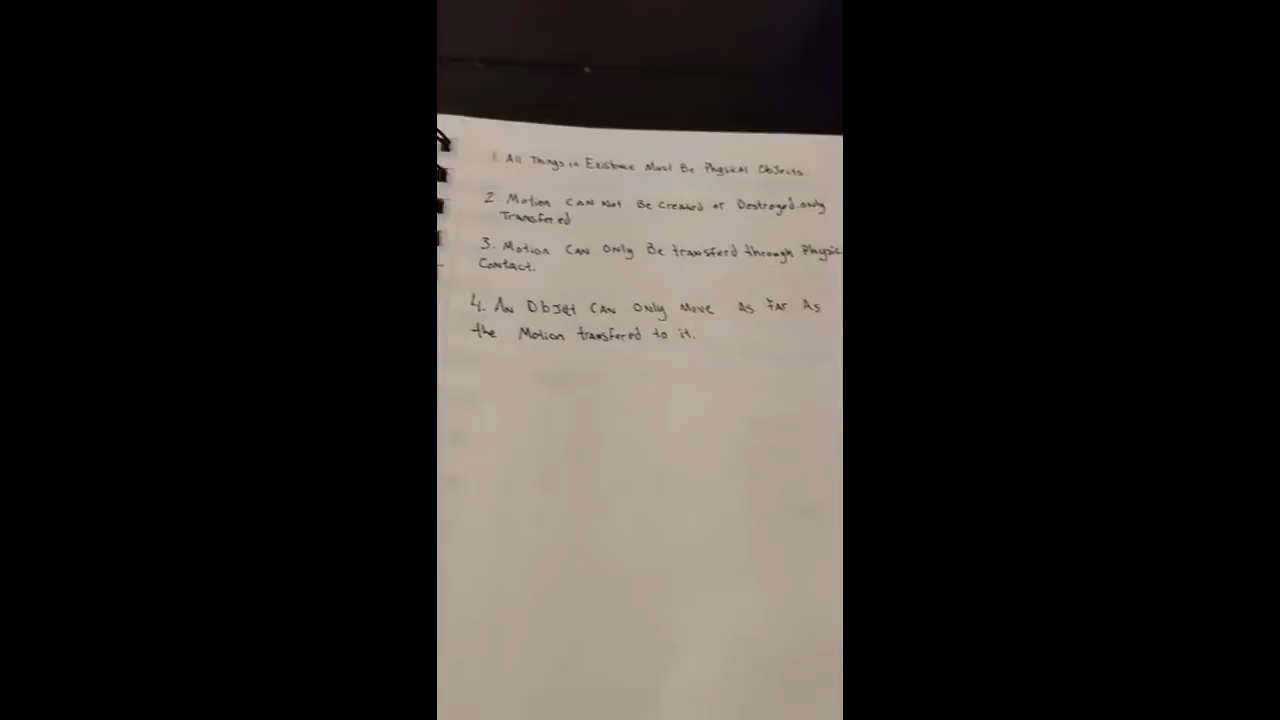 1. All Things in Existence Must Be Physical Objects
2 Motion CAN Not Be Created or Destroyed. only
Transfered
3. Motion CAN Only Be transferd through Physic
Contact.
4. An Objet CAN Only Move As Far As
the Motion transfered to it.